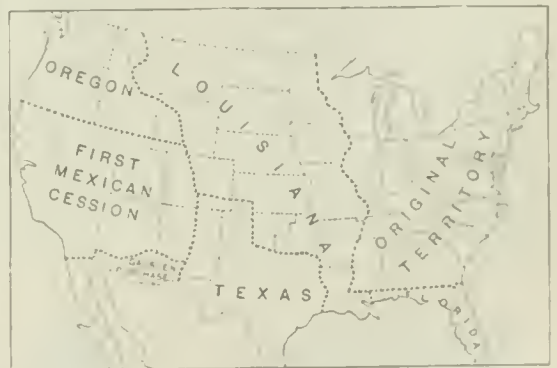 OREGON
LOUISIANA
FIRST
MEXICAN
CESSION
ORIGINAL
TERRITORY
TEXAS
FLORIDA